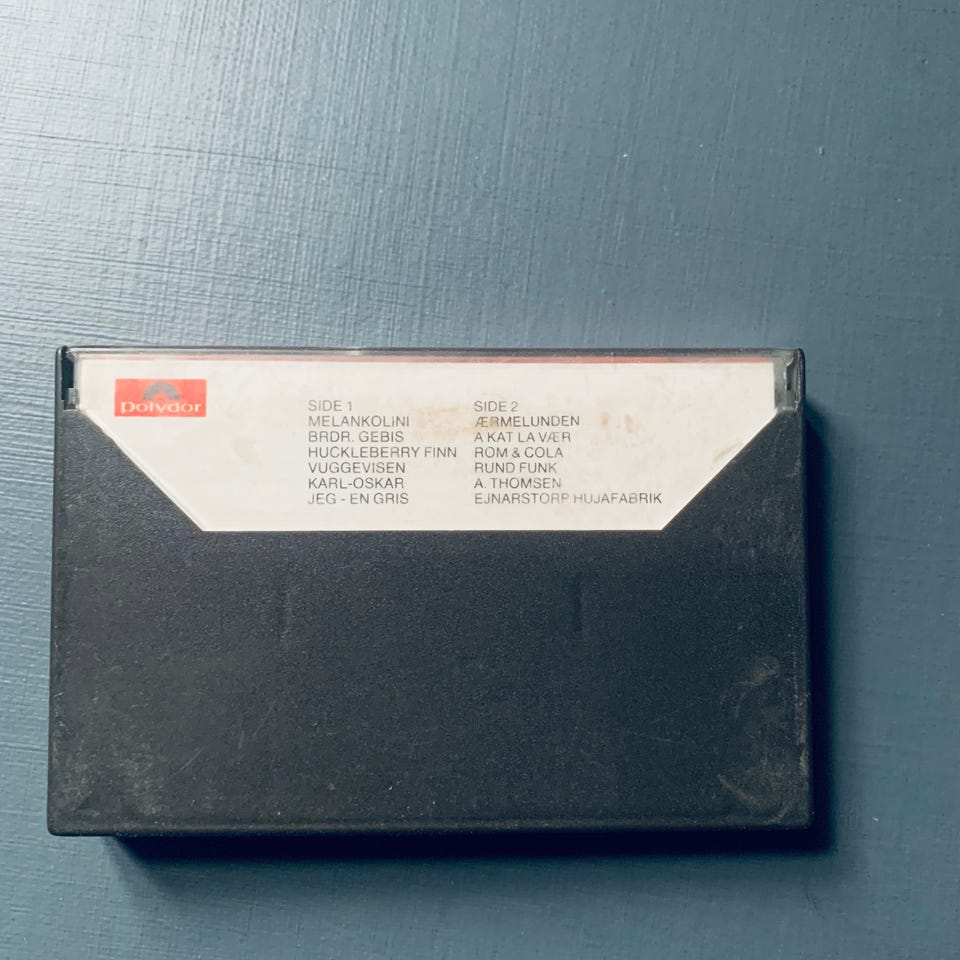 polydor
SIDE 1
MELANKOLINI
BRDR. GEBIS
HUCKLEBERRY FINN
VUGGEVISEN
KARL-OSKAR
JEG - EN GRIS
SIDE 2
ÆRMELUNDEN
A KAT LA VÆR
ROM & COLA
RUND FUNK
A. THOMSEN
EJNARSTORP HUJAFABRIK